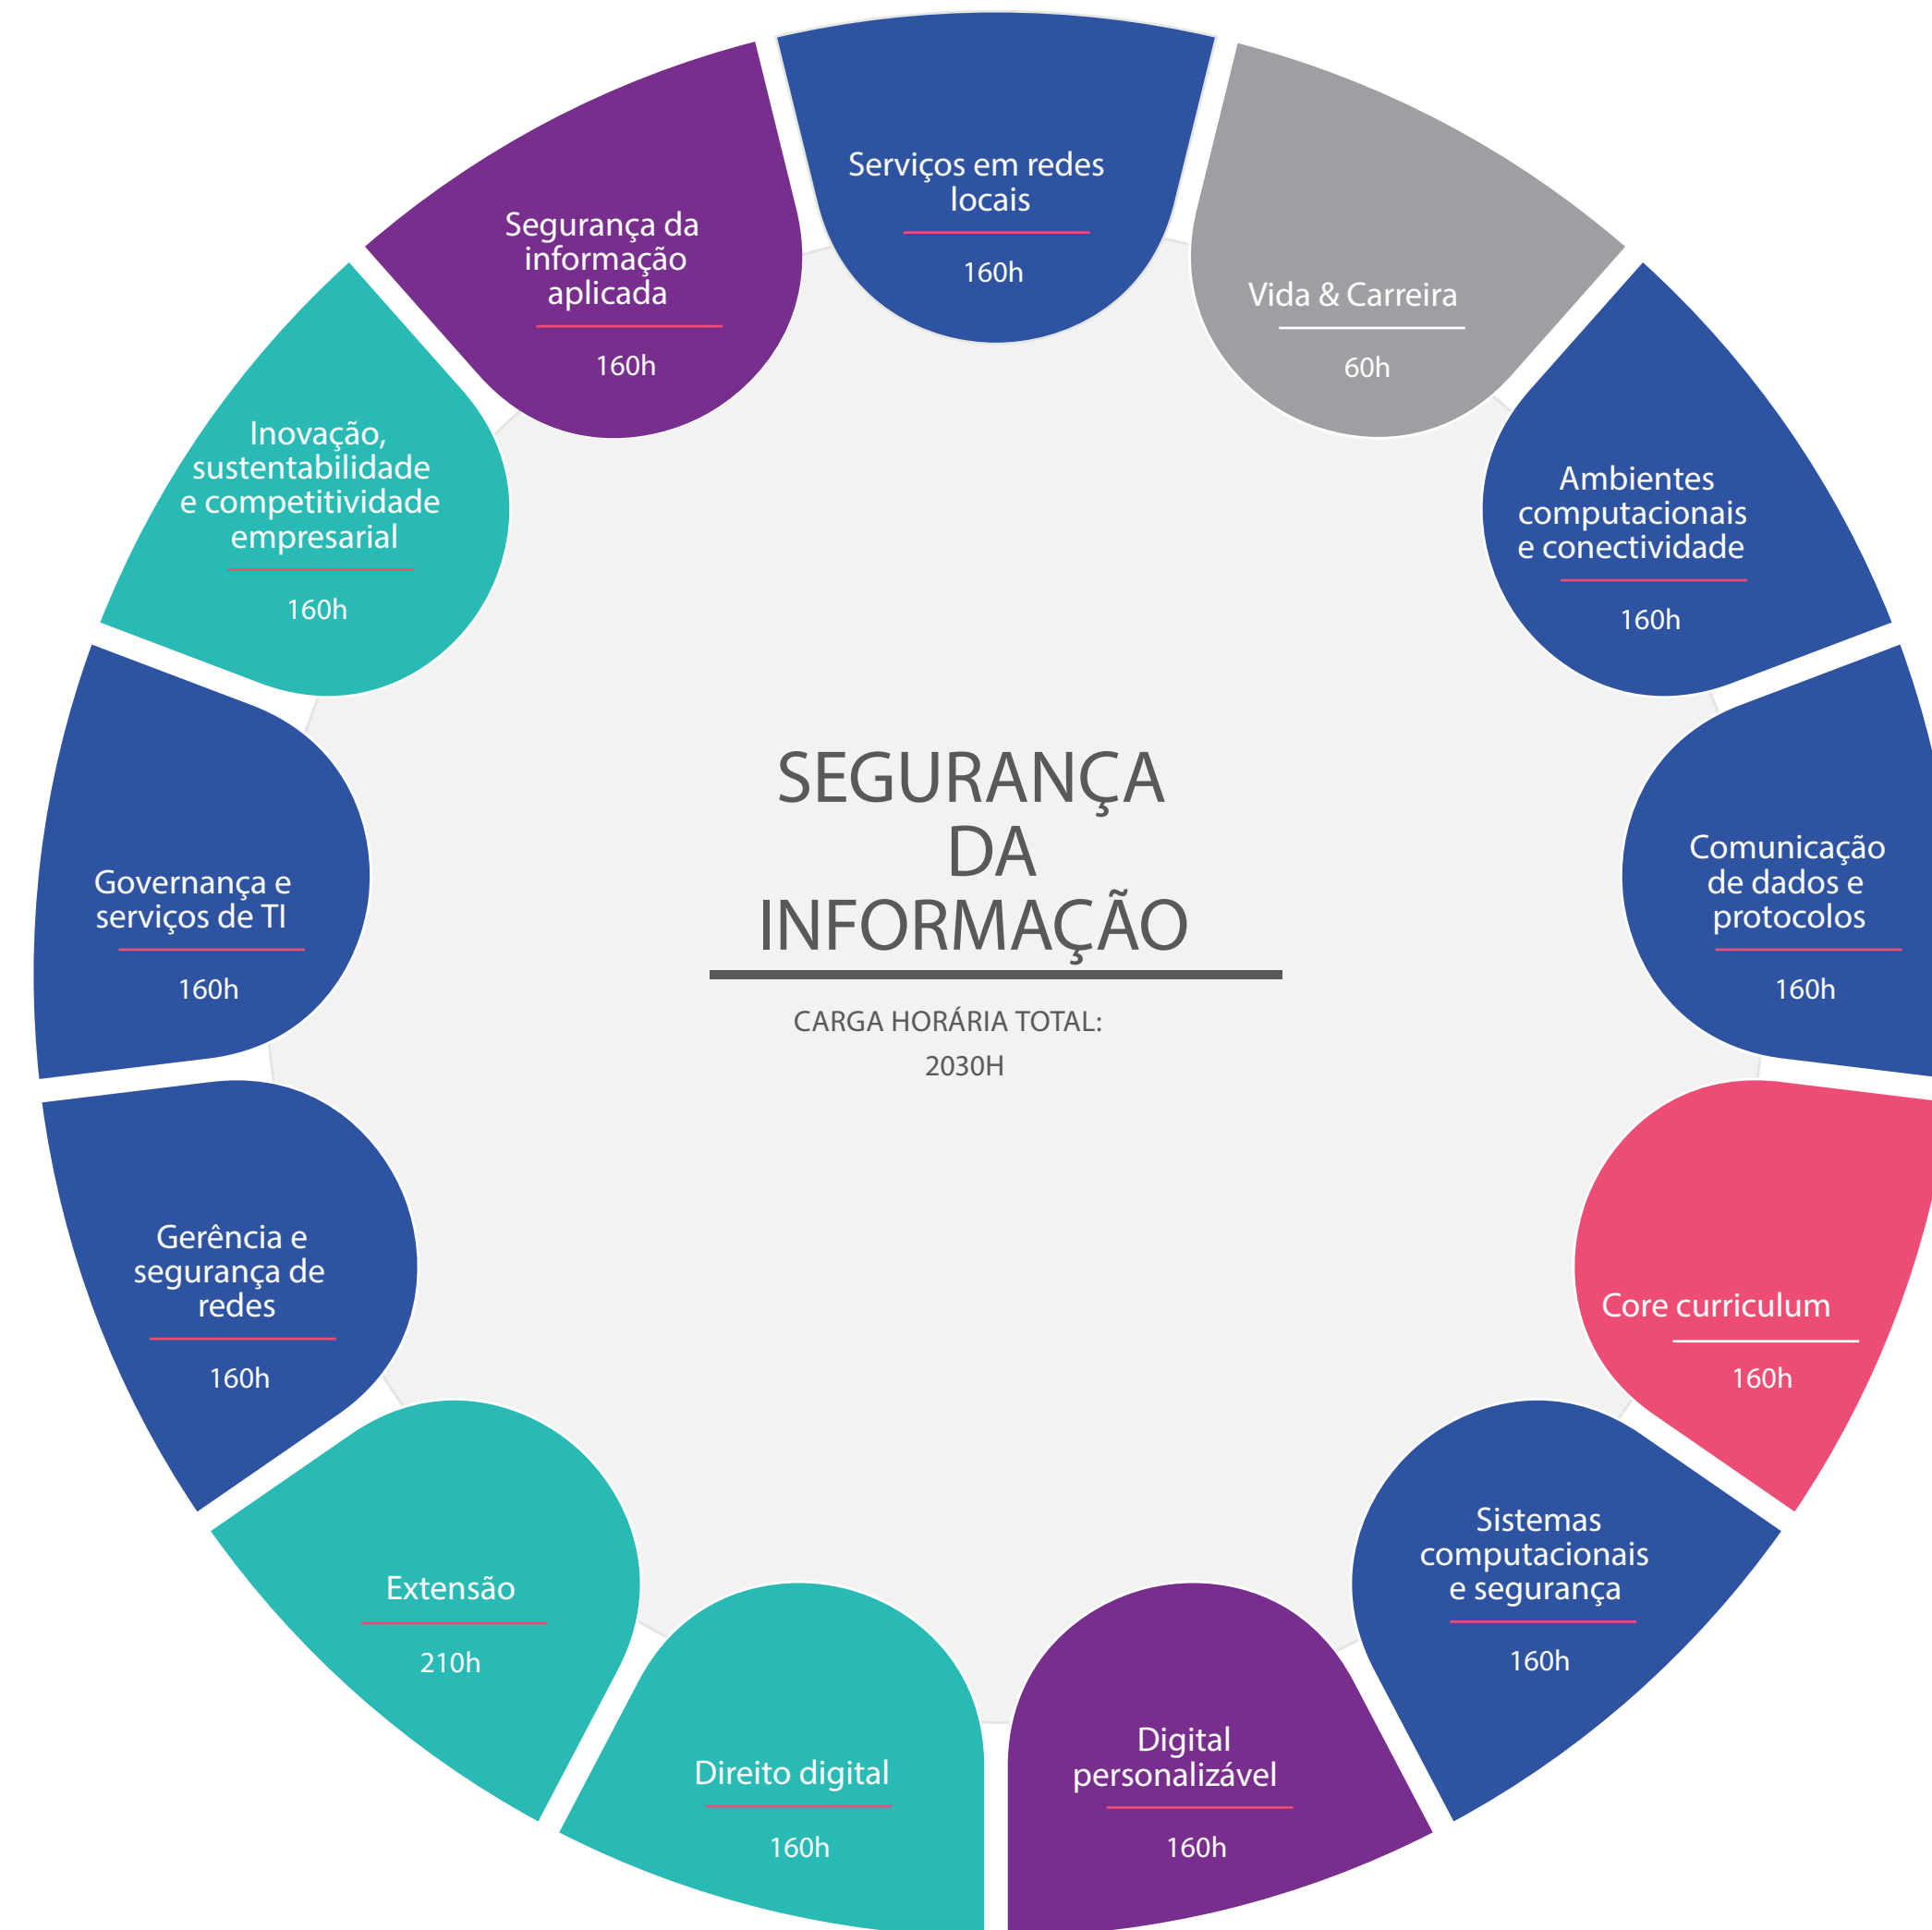 Serviços em redes
locais
160h
Vida & Carreira
60h
Ambientes
computacionais
e conectividade
160h
Comunicação
de dados e
protocolos
160h
Core curriculum
160h
Sistemas
computacionais
e segurança
160h
Digital
personalizável
160h
Direito digital
160h
Extensão
210h
Gerência e
segurança de
redes
160h
Governança e
serviços de TI
160h
Inovação,
sustentabilidade
e competitividade
empresarial
160h
Segurança da
informação
aplicada
160h
SEGURANÇA
DA
INFORMAÇÃO
CARGA HORÁRIA TOTAL:
2030H